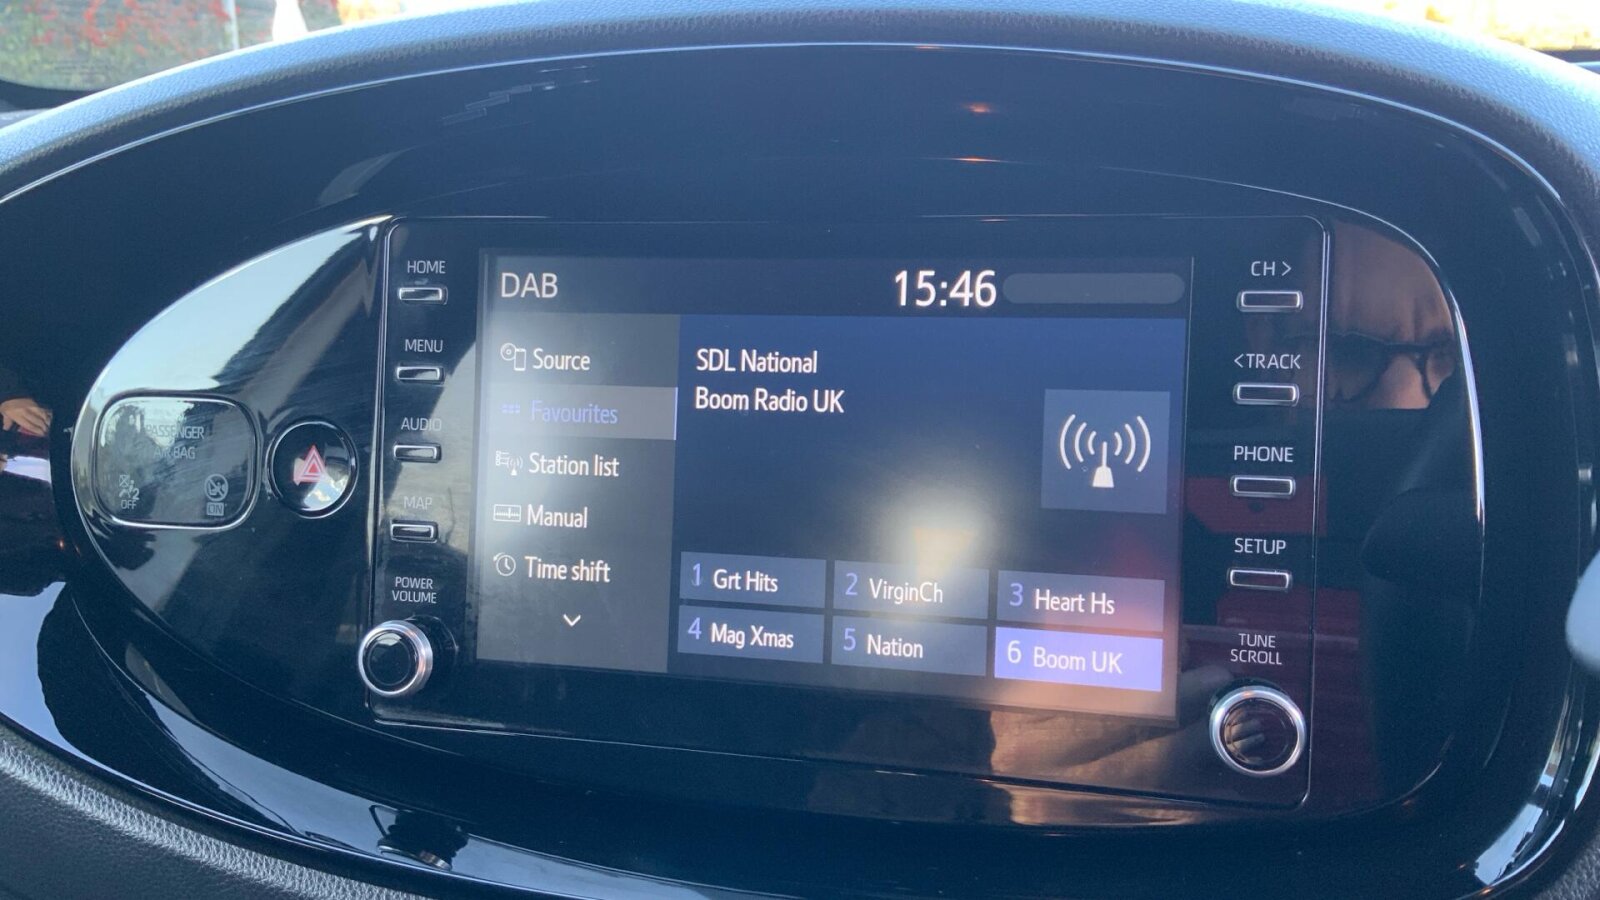 HOME
MENU
AUDIO
MAP
POWER
VOLUME
PASSENGER
AIRBAG
OFF
ON
DAB
15:46
Source
Favourites
Station list
Manual
Time shift
SDL National
Boom Radio UK
1 Grt Hits
2 VirginCh
3 Heart Hs
4 Mag Xmas
5 Nation
6 Boom UK
CH >
<TRACK
PHONE
SETUP
TUNE
SCROLL